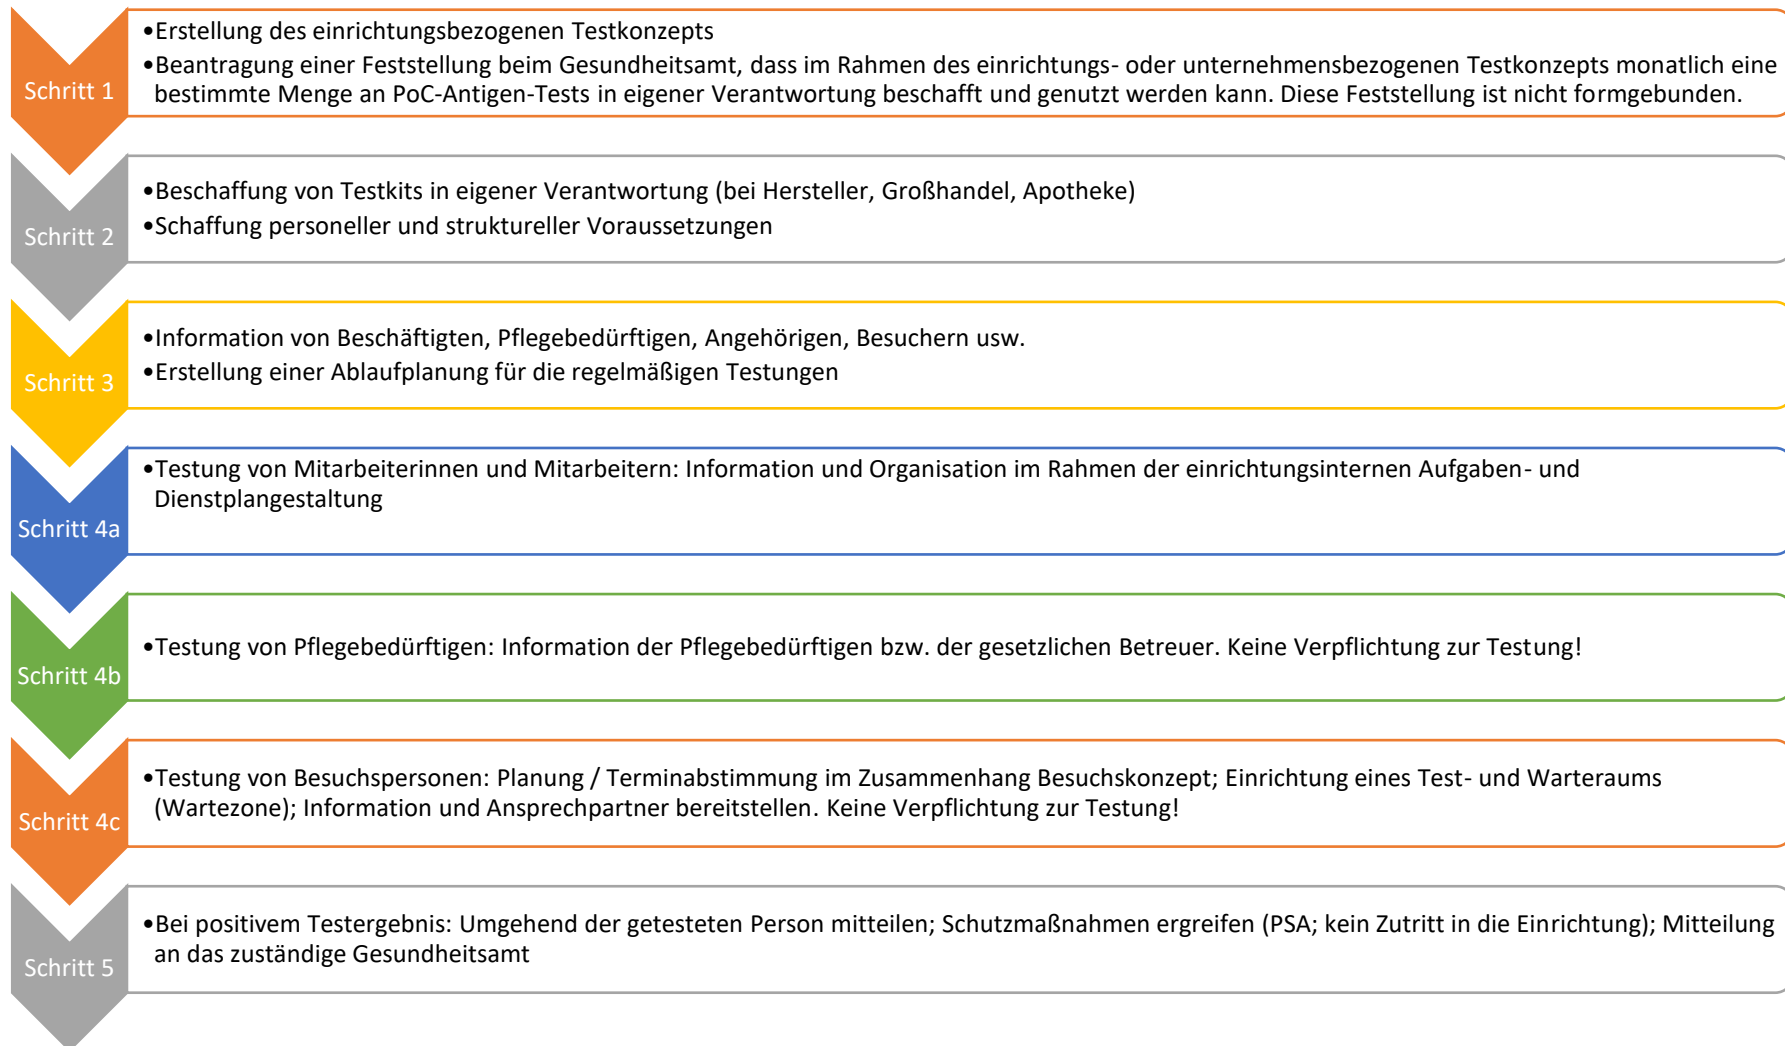 Schritt 1
•Erstellung des einrichtungsbezogenen Testkonzepts
•Beantragung einer Feststellung beim Gesundheitsamt, dass im Rahmen des einrichtungs- oder unternehmensbezogenen Testkonzepts monatlich eine
bestimmte Menge an PoC-Antigen-Tests in eigener Verantwortung beschafft und genutzt werden kann. Diese Feststellung ist nicht formgebunden.
Schritt 2
•Beschaffung von Testkits in eigener Verantwortung (bei Hersteller, Großhandel, Apotheke)
•Schaffung personeller und struktureller Voraussetzungen
Schritt 3
•Information von Beschäftigten, Pflegebedürftigen, Angehörigen, Besuchern usw.
•Erstellung einer Ablaufplanung für die regelmäßigen Testungen
Schritt 4a
•Testung von Mitarbeiterinnen und Mitarbeitern: Information und Organisation im Rahmen der einrichtungsinternen Aufgaben- und
Dienstplangestaltung
Schritt 4b
•Testung von Pflegebedürftigen: Information der Pflegebedürftigen bzw. der gesetzlichen Betreuer. Keine Verpflichtung zur Testung!
Schritt 4c
•Testung von Besuchspersonen: Planung / Terminabstimmung im Zusammenhang Besuchskonzept; Einrichtung eines Test- und Warteraums
(Wartezone); Information und Ansprechpartner bereitstellen. Keine Verpflichtung zur Testung!
Schritt 5
•Bei positivem Testergebnis: Umgehend der getesteten Person mitteilen; Schutzmaßnahmen ergreifen (PSA; kein Zutritt in die Einrichtung); Mitteilung
an das zuständige Gesundheitsamt